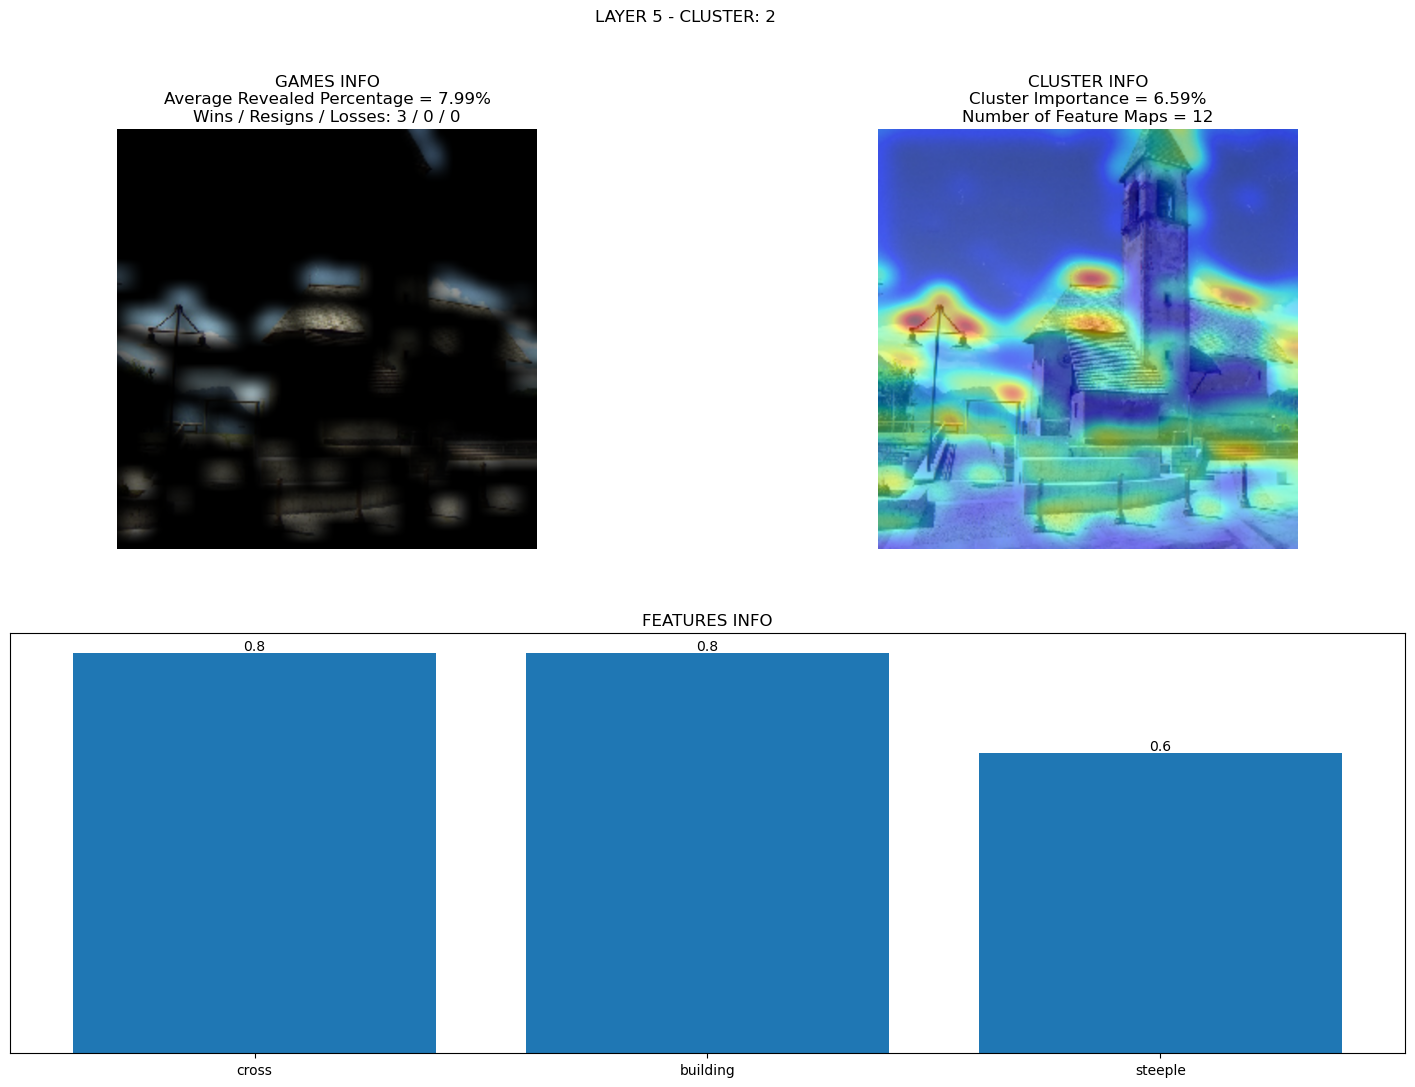 LAYER 5 - CLUSTER: 2
GAMES INFO
Average Revealed Percentage = 7.99%
Wins / Resigns / Losses: 3 / 0 / 0
CLUSTER INFO
Cluster Importance = 6.59%
Number of Feature Maps = 12
FEATURES INFO
0.8
0.8
0.6
cross
building
steeple